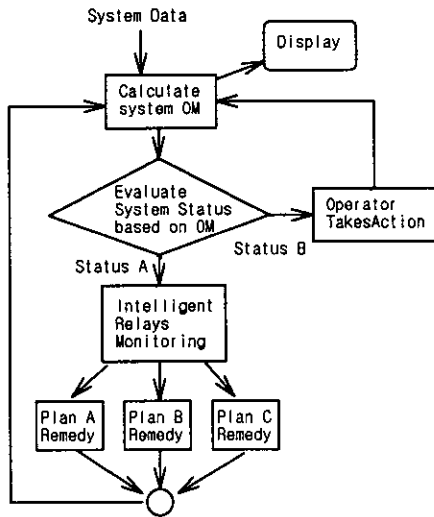 System Data
Display
Calcutate
system OM
Evaluate
System Status
based on OM
Operator
TakesAction
Status B
Status A
Intelligent
Relays
Monitoring
Plan A
Remedy
Plan B
Remedy
Plan C
Remedy